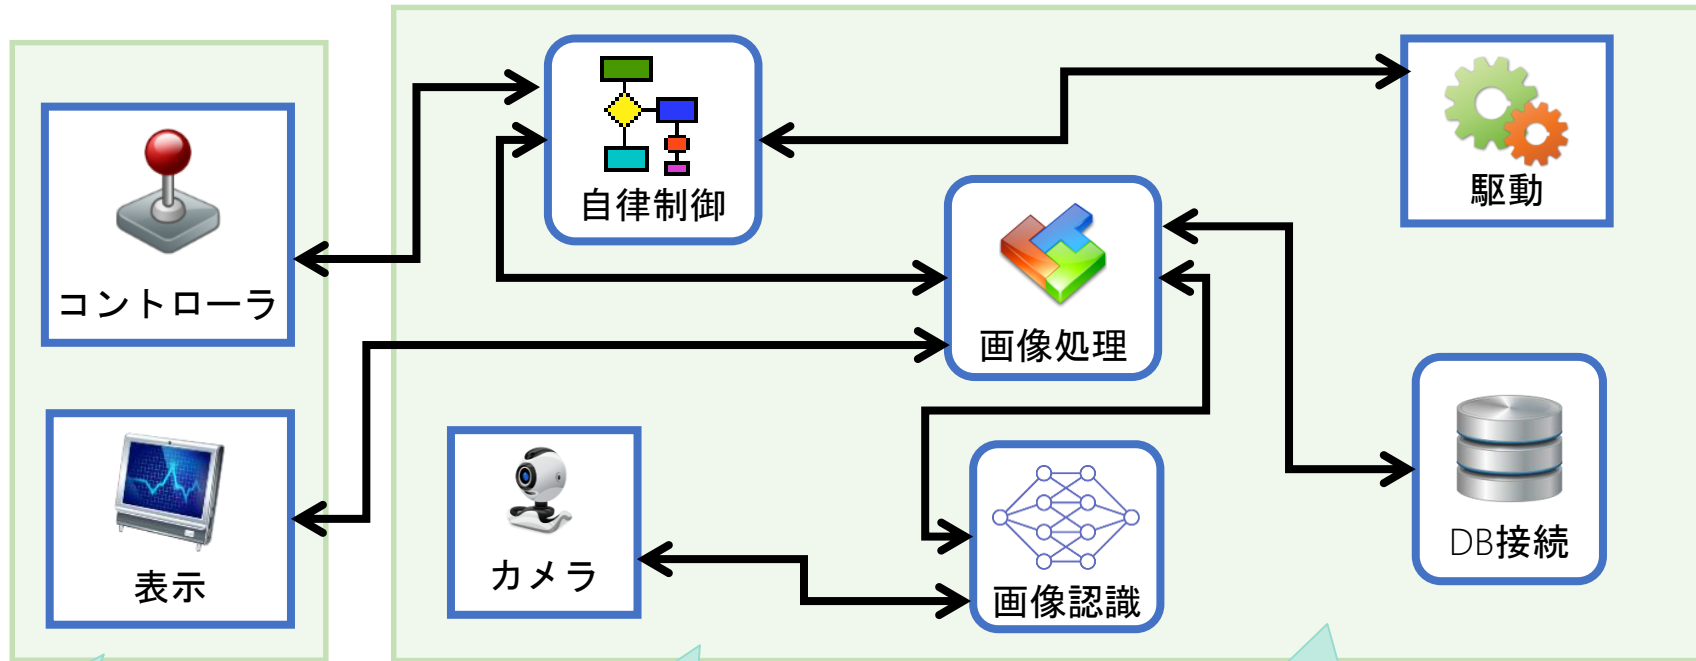 自律制御
駆動
コントローラ
画像処理
表示
カメラ
画像認識
DB接続